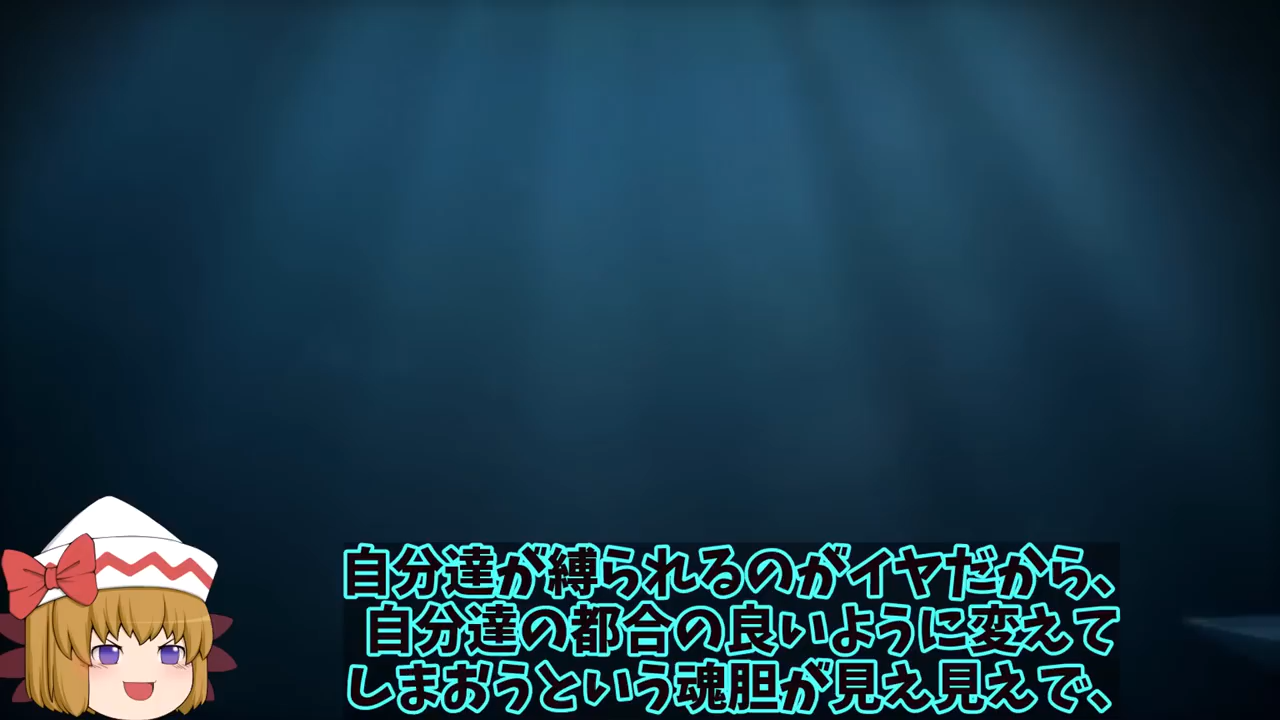 自分達が縛られるのがイヤだから、
自分達の都合の良いように変えて
しまおうという魂胆が見え見えで、